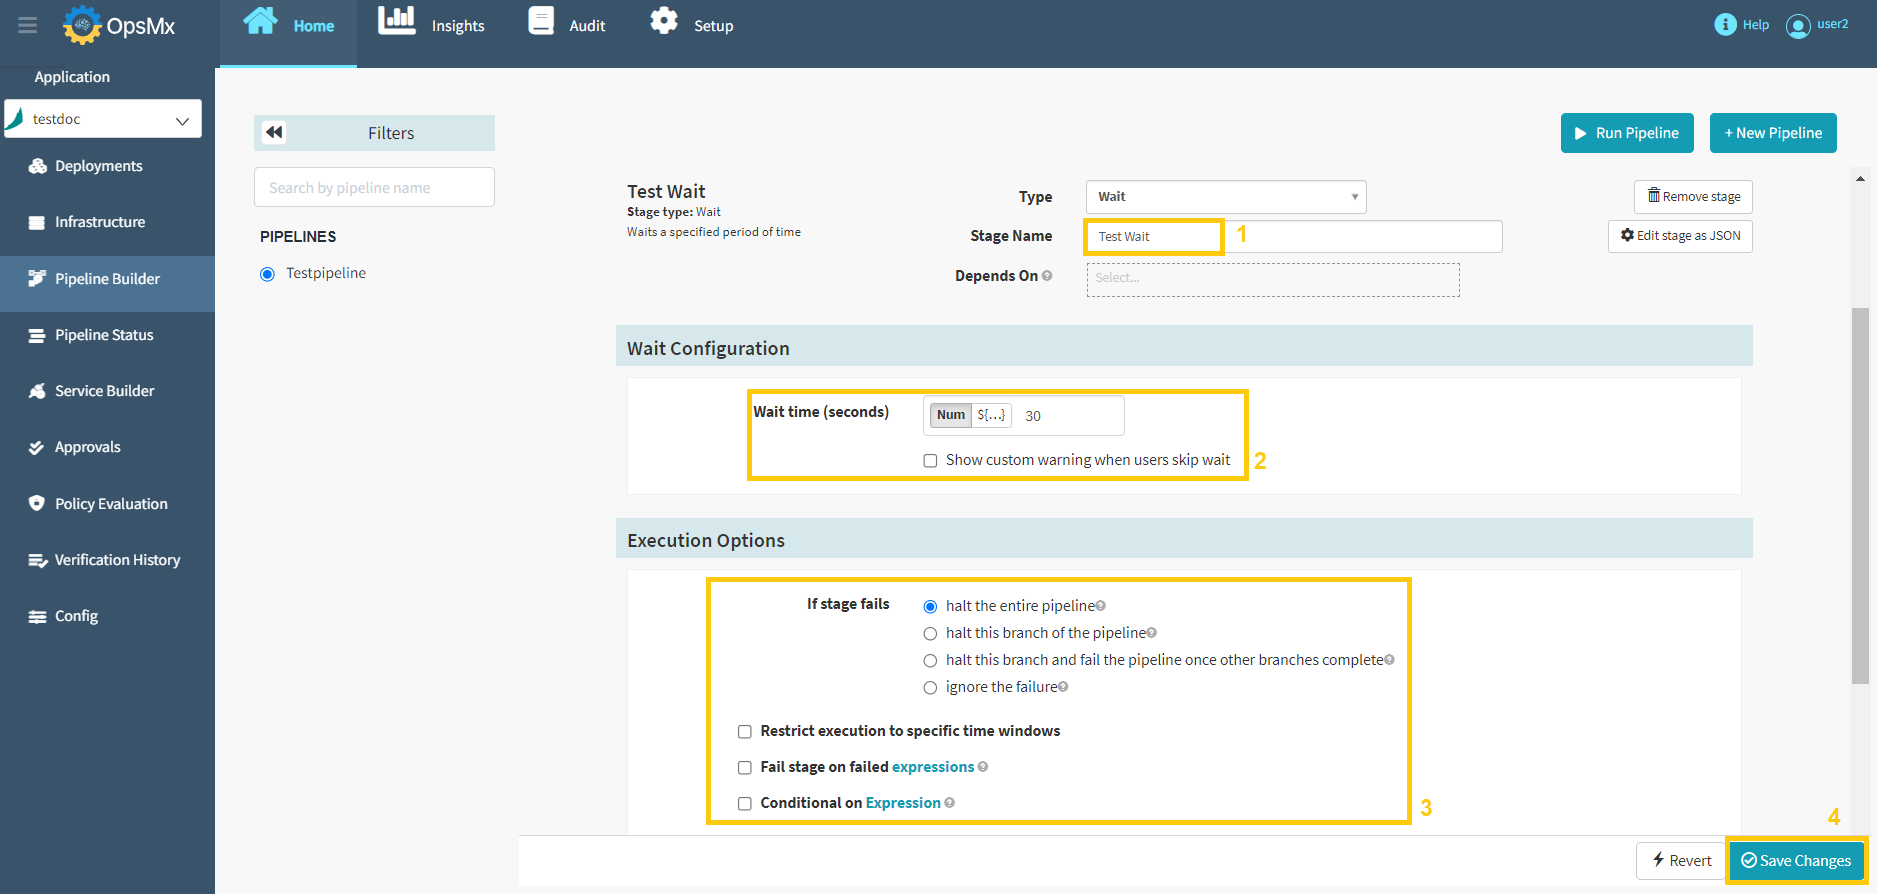 OpsMx
Home
Insights
Audit
Setup
Help
user2
Application
testdoc
Deployments
Infrastructure
Pipeline Builder
Pipeline Status
Service Builder
Approvals
Policy Evaluation
Verification History
Config
Filters
Search by pipeline name
PIPELINES
Testpipeline
Run Pipeline
+ New Pipeline
Test Wait
Stage type: Wait
Waits a specified period of time
Type
Wait
Remove stage
Stage Name
Test Wait
1
Edit stage as JSON
Depends On
Select...
Wait Configuration
Wait time (seconds)
Num
${...}
30
Show custom warning when users skip wait
2
Execution Options
If stage fails
halt the entire pipeline
halt this branch of the pipeline
halt this branch and fail the pipeline once other branches complete
ignore the failure
Restrict execution to specific time windows
Fail stage on failed expressions
Conditional on Expression
3
4
Revert
Save Changes